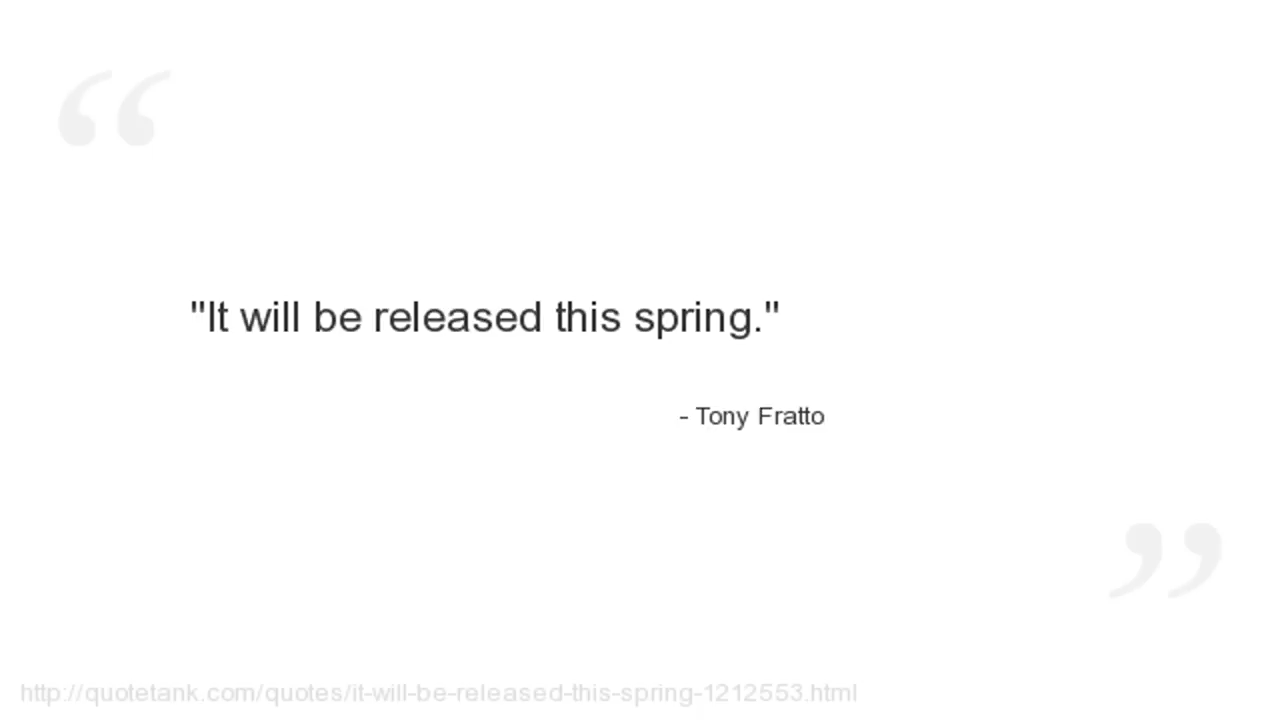 "It will be released this spring."
- Tony Fratto
http://quotetank.com/quotes/it-will-be-released-this-spring-1212553.html